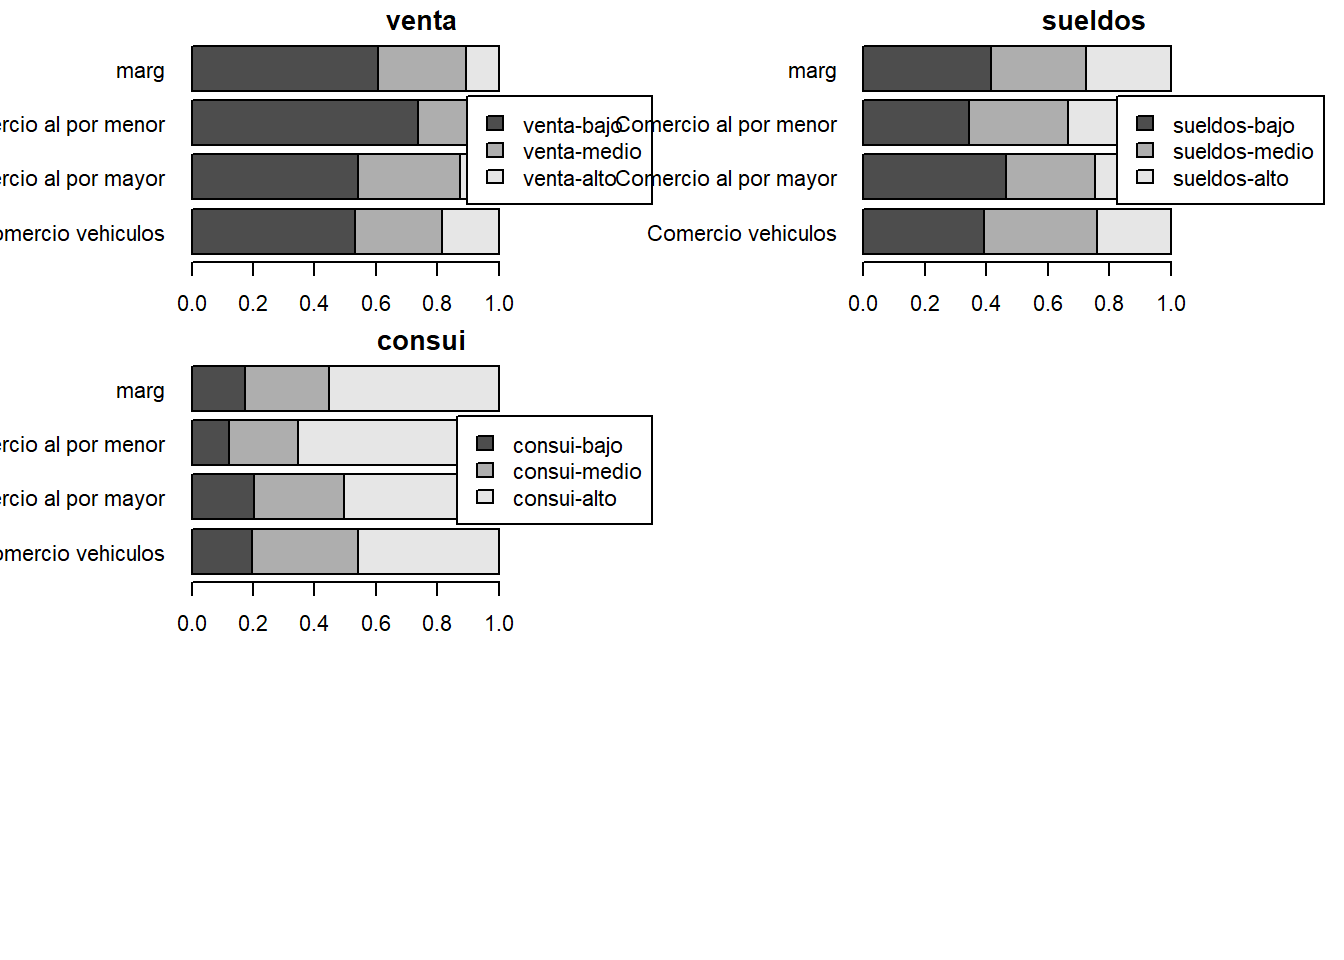 venta
marg
ercio al por menor
ercio al por mayor
omercio vehiculos
0.0 0.2 0.4 0.6 0.8 1.0
venta-bajo
venta-medio
venta-alto
sueldos
marg
Comercio al por menor
Comercio al por mayor
Comercio vehiculos
0.0 0.2 0.4 0.6 0.8 1.0
sueldos-bajo
sueldos-medio
sueldos-alto
consui
marg
ercio al por menor
ercio al por mayor
omercio vehiculos
0.0 0.2 0.4 0.6 0.8 1.0
consui-bajo
consui-medio
consui-alto